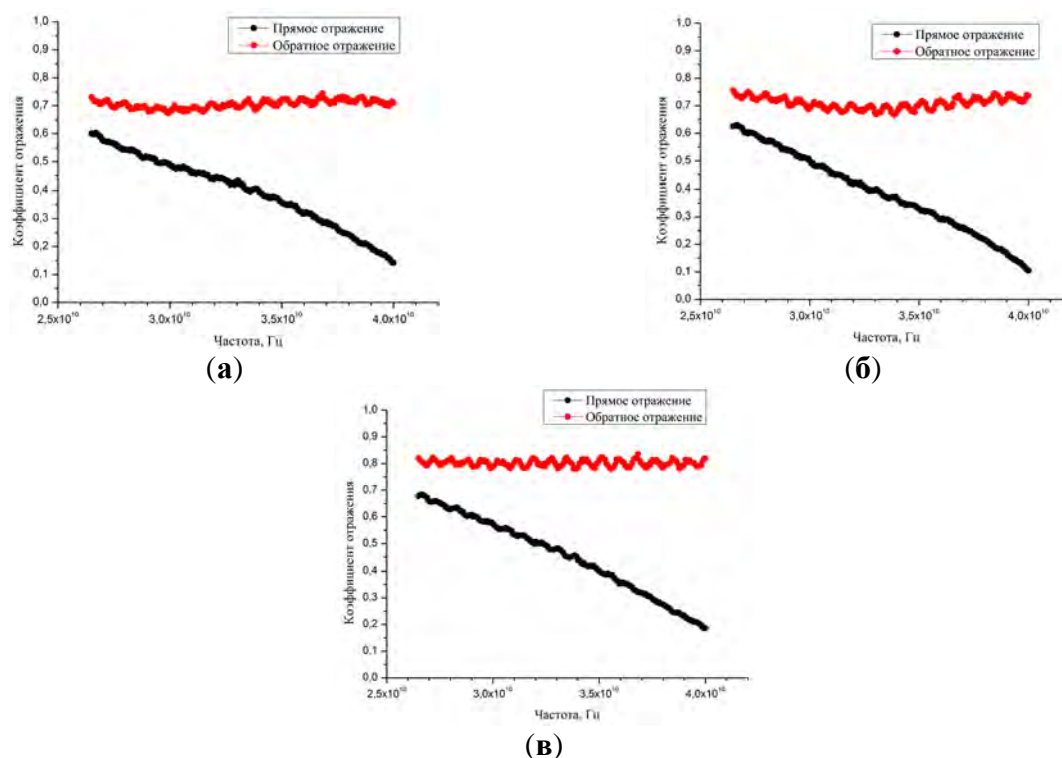 Прямое отражение
Обратное отражение
1,0
0,9
0,8
0,7
0,6
0,5
0,4
0,3
0,2
0,1
0,0
Коэффициент отражения
2,5x10¹⁰
3,0x10¹⁰
3,5x10¹⁰
4,0x10¹⁰
Частота, Гц
(а)
Прямое отражение
Обратное отражение
1,0
0,9
0,8
0,7
0,6
0,5
0,4
0,3
0,2
0,1
0,0
Коэффициент отражения
2,5x10¹⁰
3,0x10¹⁰
3,5x10¹⁰
4,0x10¹⁰
Частота, Гц
(б)
Прямое отражение
Обратное отражение
1,0
0,9
0,8
0,7
0,6
0,5
0,4
0,3
0,2
0,1
0,0
Коэффициент отражения
2,5x10¹⁰
3,0x10¹⁰
3,5x10¹⁰
4,0x10¹⁰
Частота, Гц
(в)